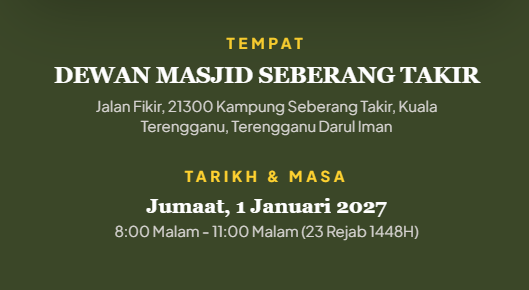 TEMPAT
DEWAN MASJID SEBERANG TAKIR
Jalan Fikir, 21300 Kampung Seberang Takir, Kuala
Terengganu, Terengganu Darul Iman
TARIKH & MASA
Jumaat, 1 Januari 2027
8:00 Malam - 11:00 Malam (23 Rejab 1448H)